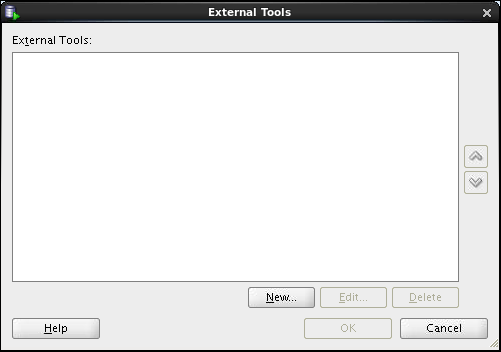 External Tools
External Tools:
New... Edit... Delete
Help OK Cancel